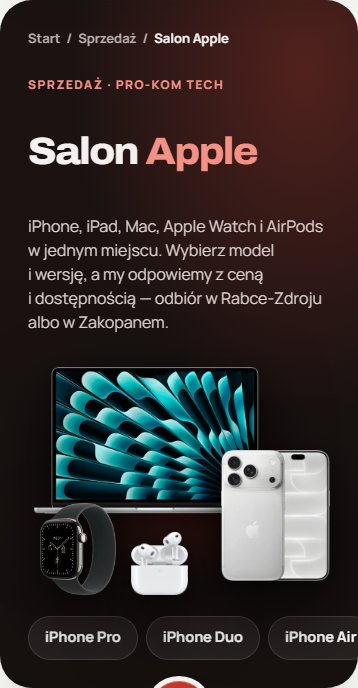 Start / Sprzedaż / Salon Apple
SPRZEDAŻ · PRO-KOM TECH
Salon Apple
iPhone, iPad, Mac, Apple Watch i AirPods
w jednym miejscu. Wybierz model
i wersję, a my odpowiemy z ceną
i dostępnością — odbiór w Rabce-Zdroju
albo w Zakopanem.
iPhone Pro
iPhone Duo
iPhone Air